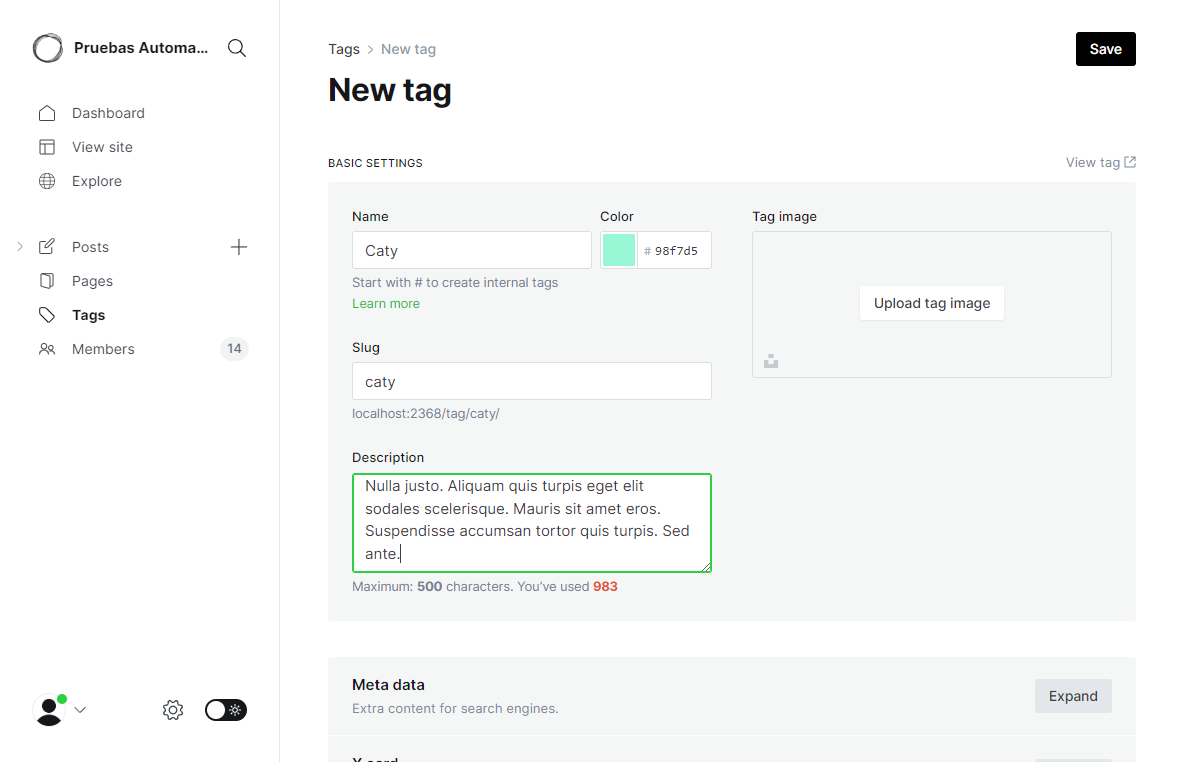 Pruebas Automa...
Dashboard
View site
Explore
Posts
Pages
Tags
Members
14
Tags > New tag
Save
New tag
BASIC SETTINGS
View tag
Name
Color
Tag image
Caty
# 98f7d5
Start with # to create internal tags
Learn more
Upload tag image
Slug
caty
localhost:2368/tag/caty/
Description
Nulla justo. Aliquam quis turpis eget elit
sodales scelerisque. Mauris sit amet eros.
Suspendisse accumsan tortor quis turpis. Sed
ante.
Maximum: 500 characters. You’ve used 983
Meta data
Extra content for search engines.
Expand
X card